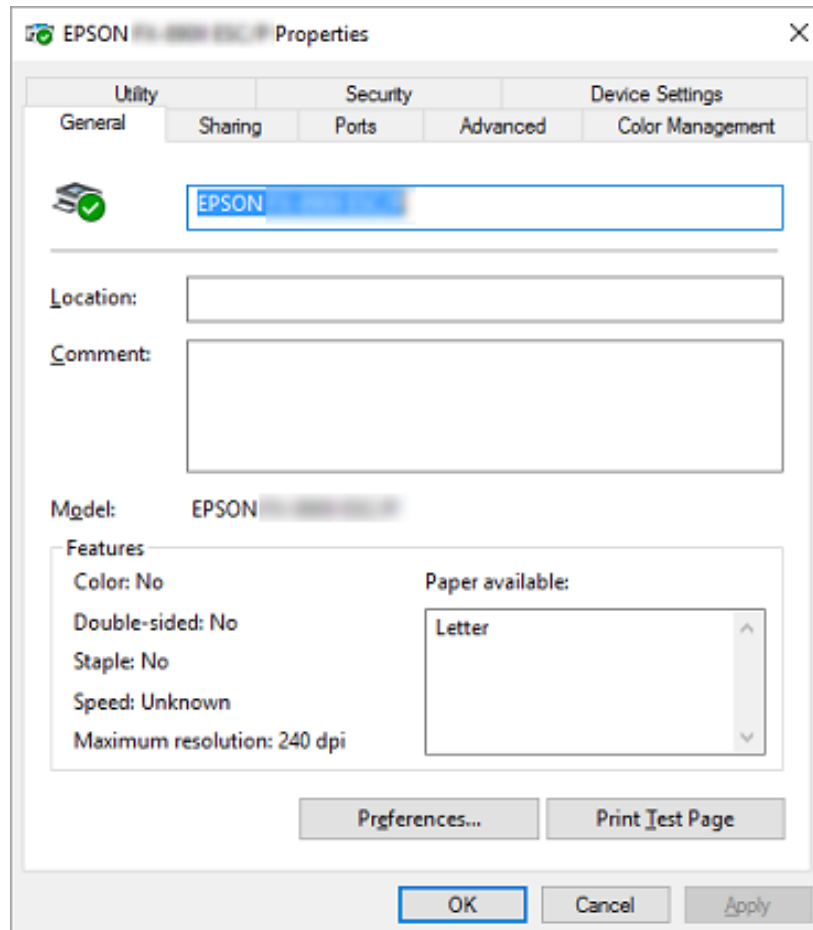 EPSON Properties
Utility Security Device Settings
General Sharing Ports Advanced Color Management
EPSON
Location:
Comment:
Model: EPSON
Features
Color: No
Paper available:
Double-sided: No
Letter
Staple: No
Speed: Unknown
Maximum resolution: 240 dpi
Preferences... Print Test Page
OK Cancel Apply